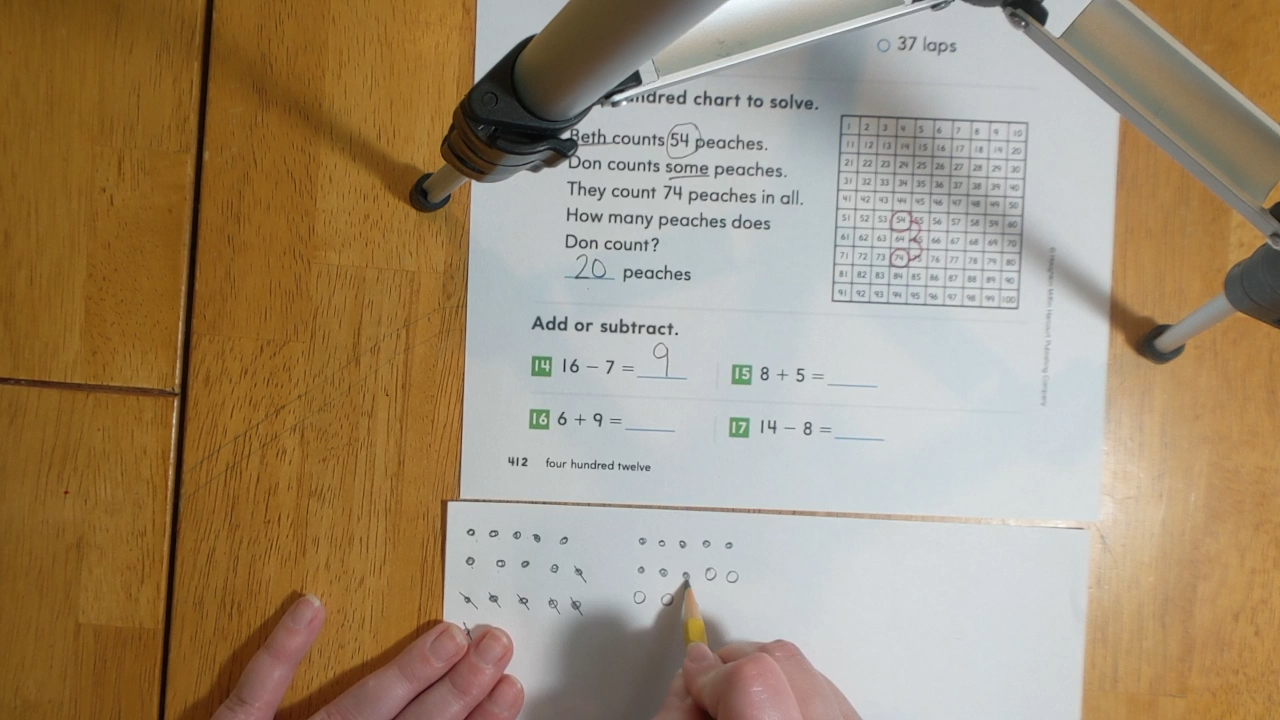 37 laps
hundred chart to solve.
Beth counts 54 peaches.
Don counts some peaches.
They count 74 peaches in all.
How many peaches does
Don count?
20 peaches
1 2 3 4 5 6 7 8 9 10
11 12 13 14 15 16 17 18 19 20
21 22 23 24 25 26 27 28 29 30
31 32 33 34 35 36 37 38 39 40
41 42 43 44 45 46 47 48 49 50
51 52 53 54 55 56 57 58 59 60
61 62 63 64 65 66 67 68 69 70
71 72 73 74 75 76 77 78 79 80
81 82 83 84 85 86 87 88 89 90
91 92 93 94 95 96 97 98 99 100
© Houghton Mifflin Harcourt Publishing Company
Add or subtract.
14 16 − 7 = 9
15 8 + 5 =
16 6 + 9 =
17 14 − 8 =
412 four hundred twelve